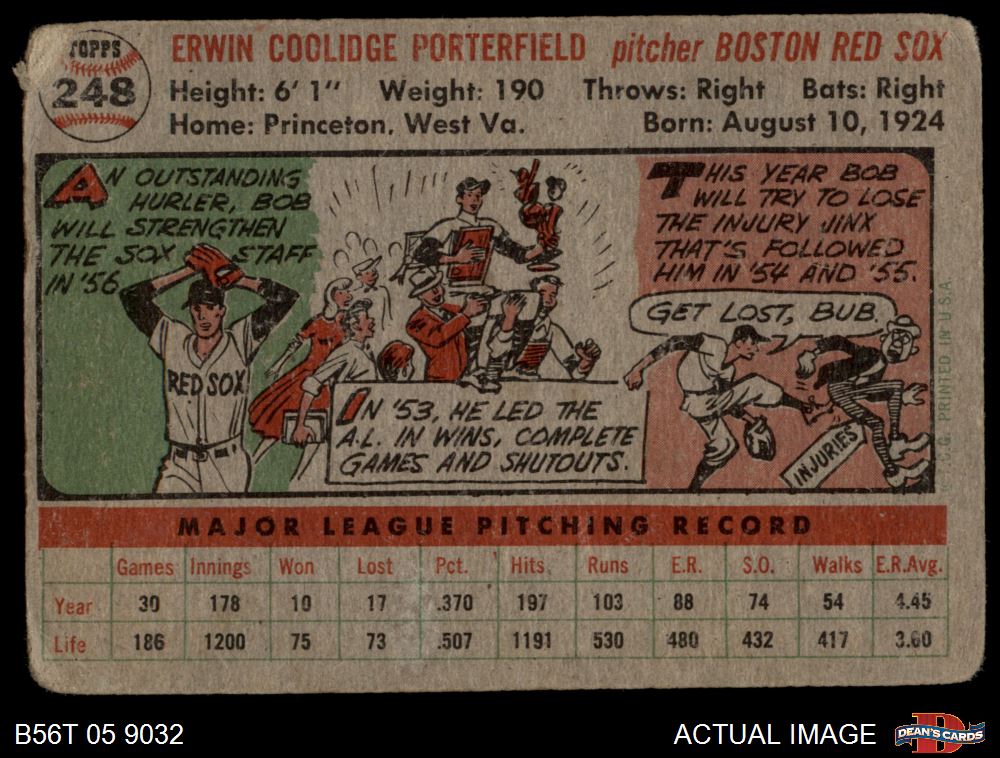 TOPPS
248
ERWIN COOLIDGE PORTERFIELD pitcher BOSTON RED SOX
Height: 6' 1" Weight: 190 Throws: Right Bats: Right
Home: Princeton, West Va. Born: August 10, 1924
AN OUTSTANDING
HURLER, BOB
WILL STRENGTHEN
THE SOX STAFF
IN '56.
RED SOX
IN '53, HE LED THE
A.L. IN WINS, COMPLETE
GAMES AND SHUTOUTS.
THIS YEAR BOB
WILL TRY TO LOSE
THE INJURY JINX
THAT'S FOLLOWED
HIM IN '54 AND '55.
GET LOST, BUB.
INJURIES
T.C.G. PRINTED IN U.S.A.
MAJOR LEAGUE PITCHING RECORD
Games Innings Won Lost Pct. Hits Runs E.R. S.O. Walks E.R.Avg.
Year 30 178 10 17 .370 197 103 88 74 54 4.45
Life 186 1200 75 73 .507 1191 530 480 432 417 3.60
B56T 05 9032 ACTUAL IMAGE
D
DEAN'S CARDS